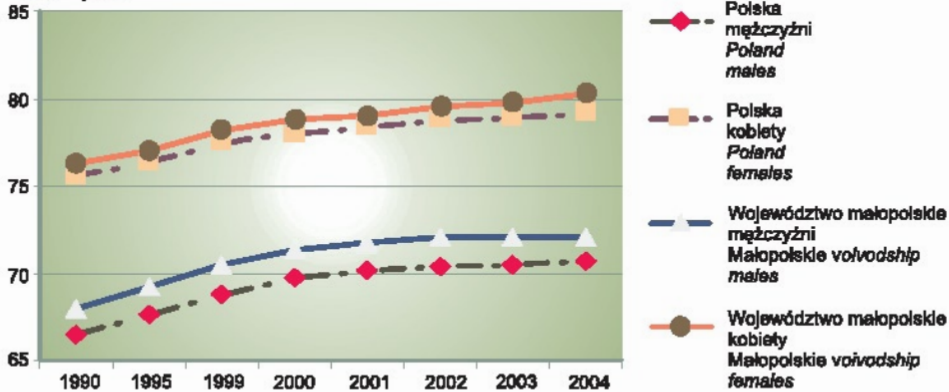 85
80
75
70
65
1990
1995
1999
2000
2001
2002
2003
2004
Polska
mężczyźni
Poland
males
Polska
kobiety
Poland
females
Województwo małopolskie
mężczyźni
Małopolskie voivodship
males
Województwo małopolskie
kobiety
Małopolskie voivodship
females